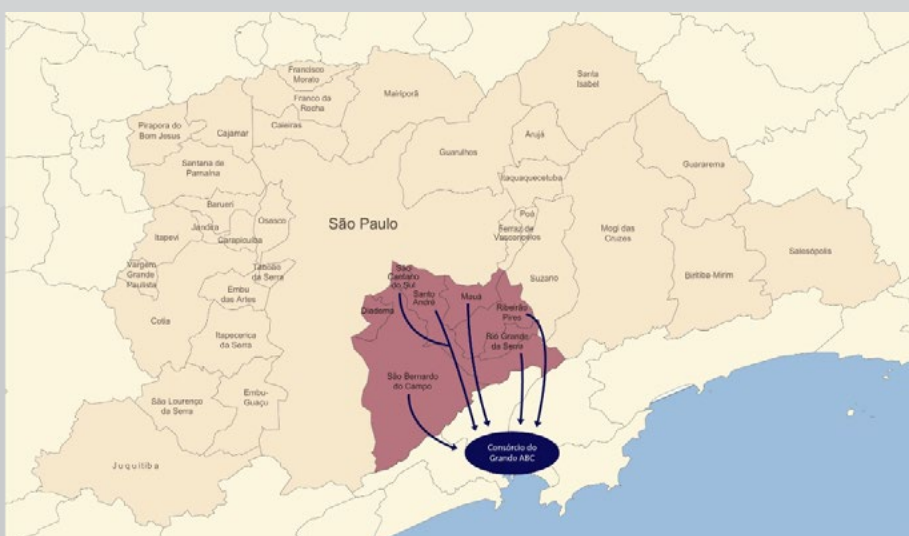 Francisco
Morato
Franco da
Rocha
Mairiporã
Santa
Isabel
Pirapora do
Bom Jesus
Cajamar
Caieiras
Guarulhos
Arujá
Santana de
Parnaíba
Itaquaquecetuba
Guararema
Barueri
Jandira
Osasco
Itapevi
Carapicuíba
São Paulo
Poá
Ferraz de
Vasconcelos
Mogi das
Cruzes
Salesópolis
Vargem
Grande
Paulista
Taboão
da Serra
São
Caetano
do Sul
Santo
André
Mauá
Suzano
Biritiba-Mirim
Embu
das Artes
Diadema
Ribeirão
Pires
Cotia
Itapecerica
da Serra
Rio Grande
da Serra
São Bernardo
do Campo
São Lourenço
da Serra
Embu-
Guaçu
Juquitiba
Consórcio do
Grando ABC